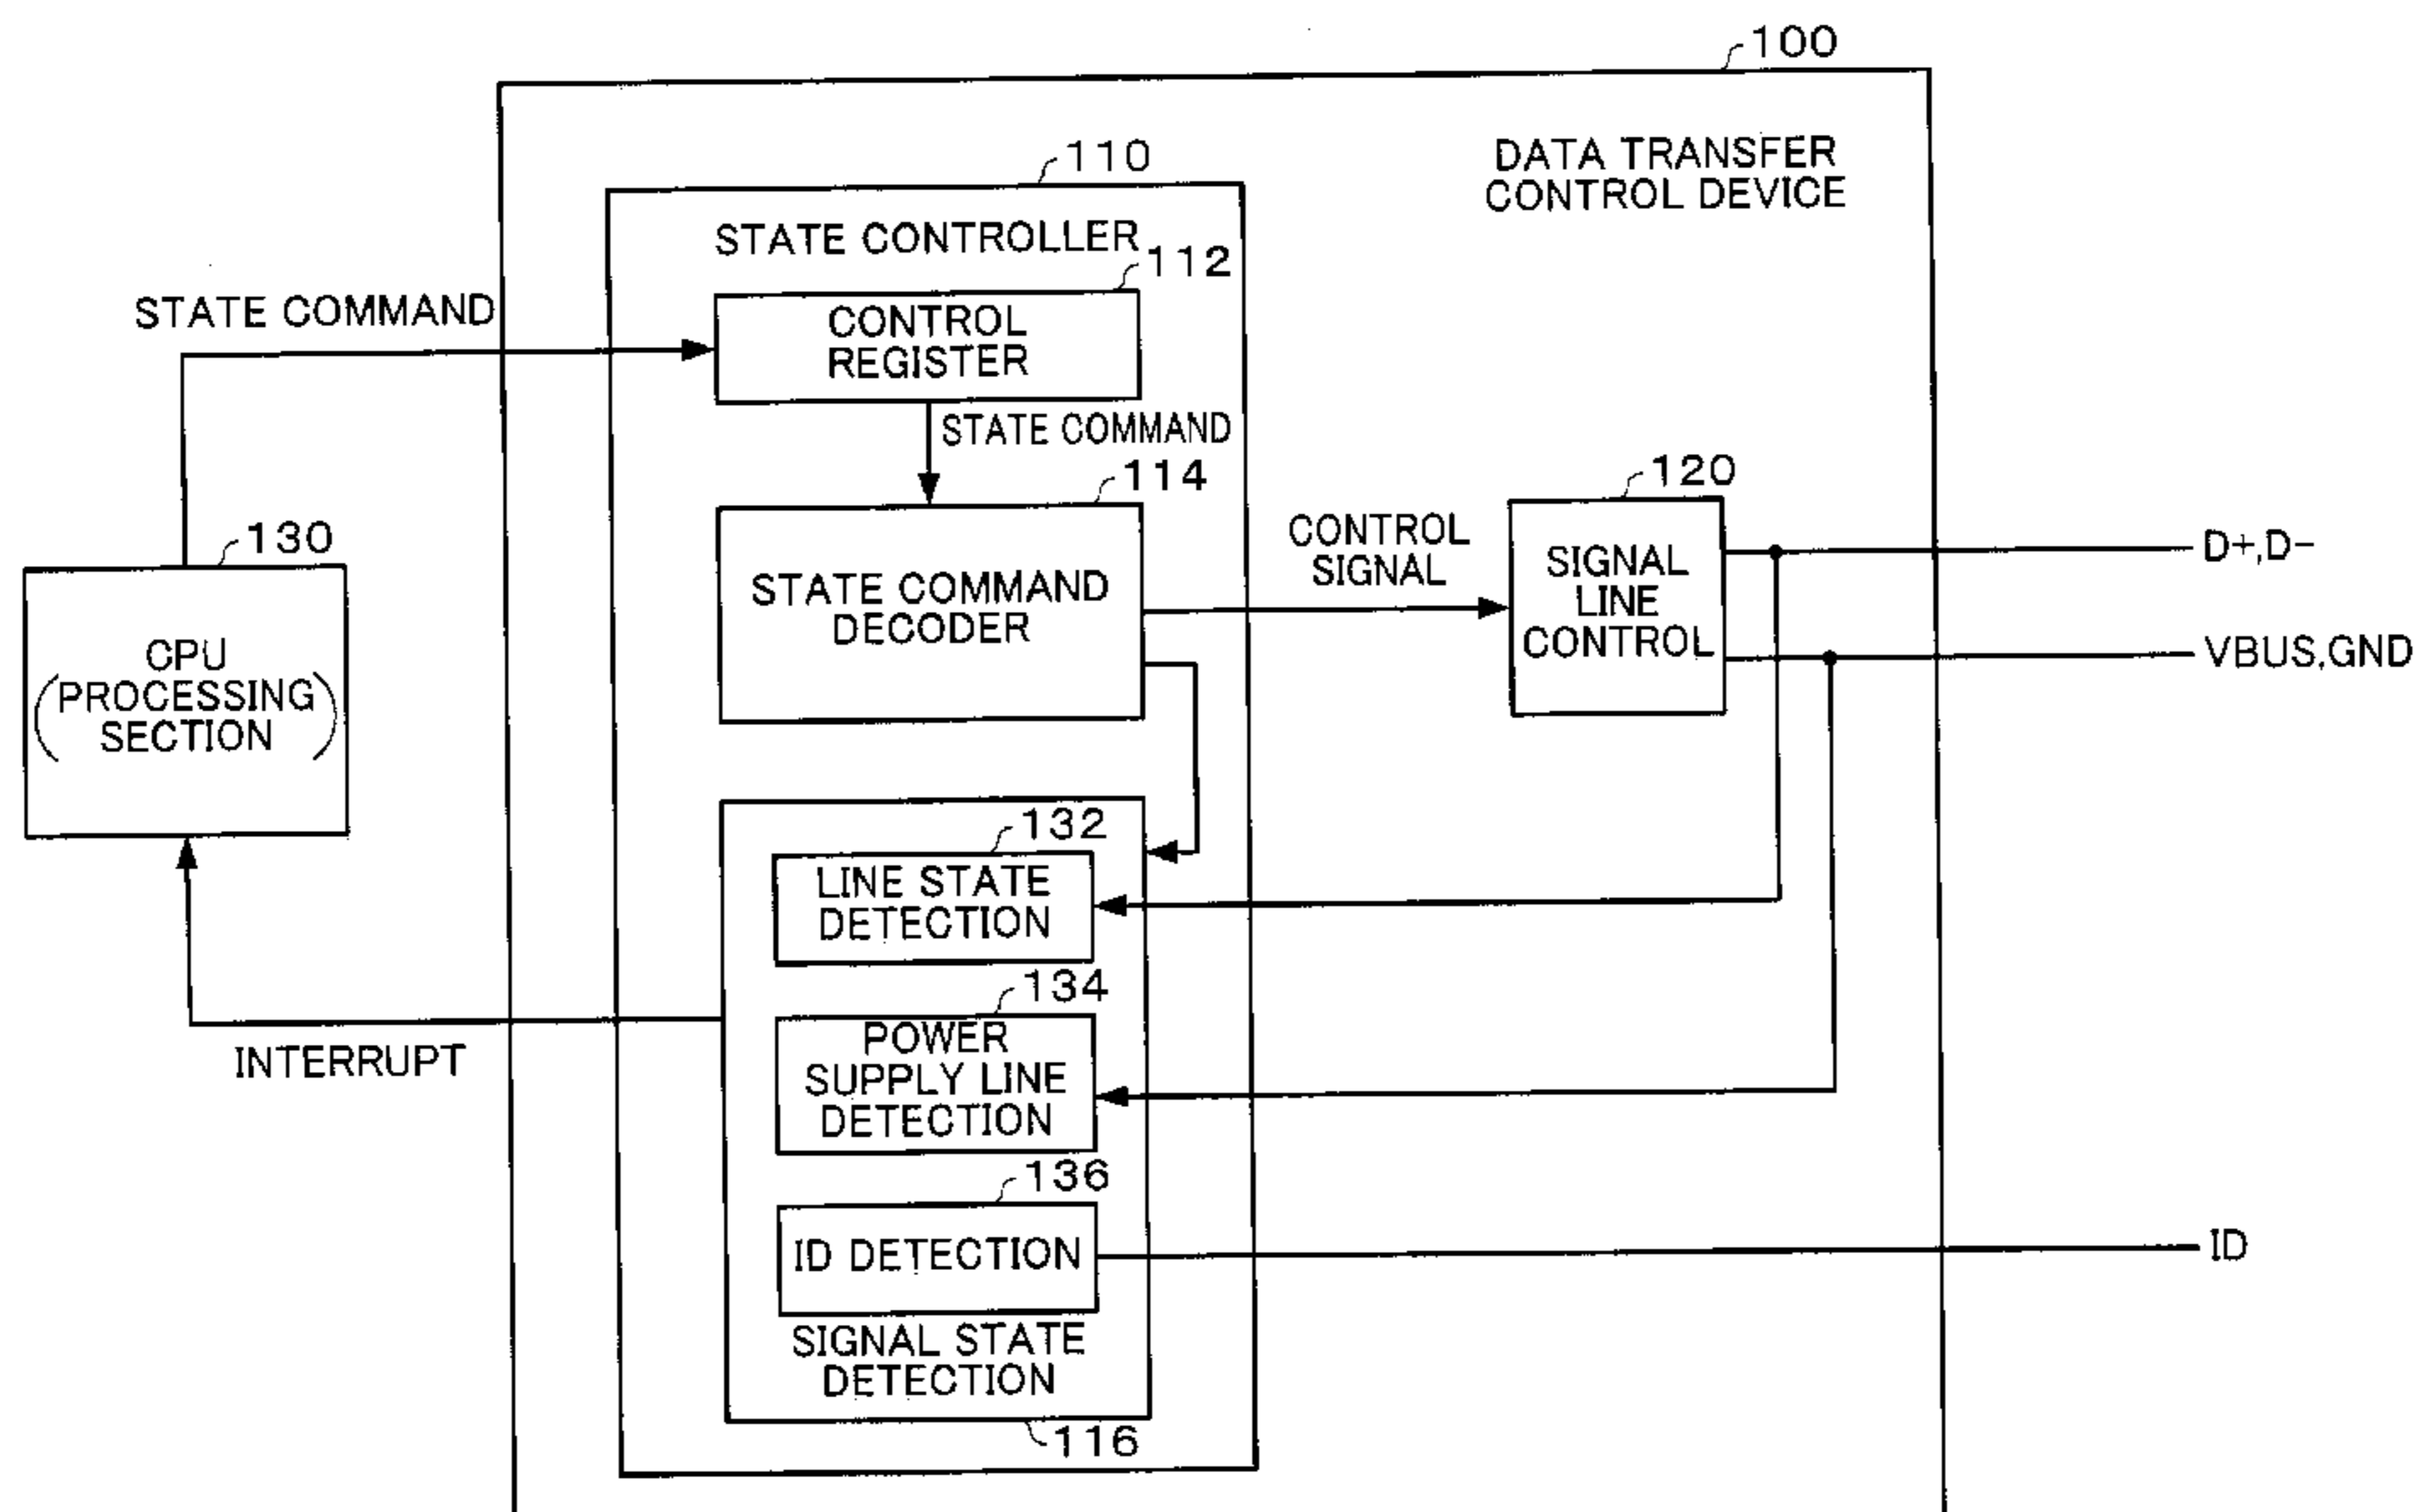 100
DATA TRANSFER
CONTROL DEVICE
110
STATE CONTROLLER
112
STATE COMMAND
CONTROL
REGISTER
STATE COMMAND
114
STATE COMMAND
DECODER
CONTROL
SIGNAL
120
SIGNAL
LINE
CONTROL
D+,D-
VBUS,GND
130
CPU
(PROCESSING
SECTION)
132
LINE STATE
DETECTION
134
POWER
SUPPLY LINE
DETECTION
INTERRUPT
136
ID DETECTION
ID
SIGNAL STATE
DETECTION
116